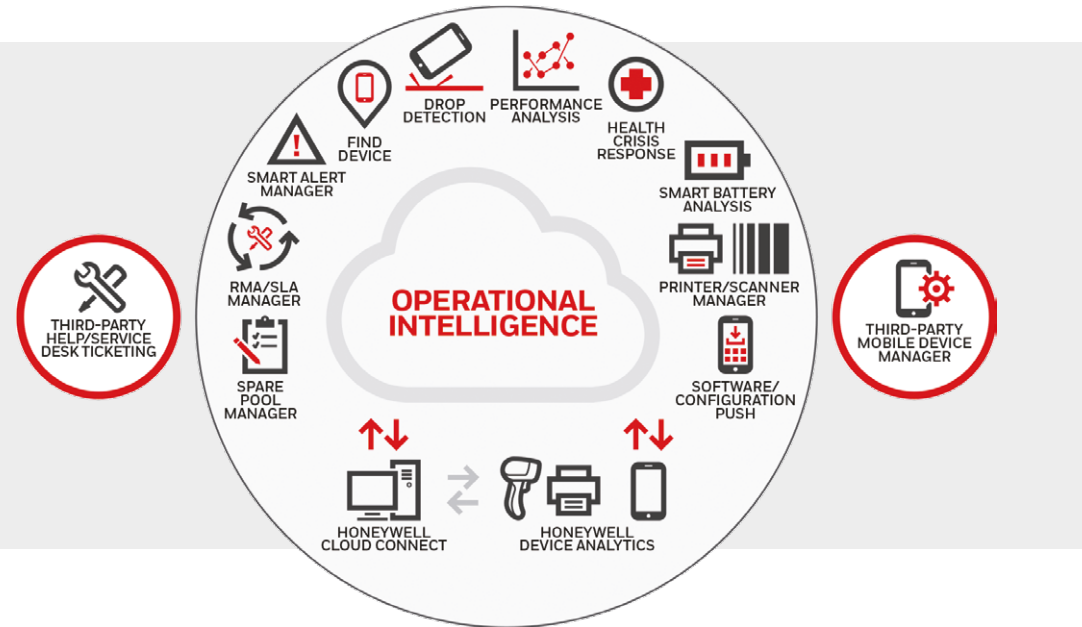 DROP
DETECTION
PERFORMANCE
ANALYSIS
HEALTH
CRISIS
RESPONSE
FIND
DEVICE
SMART ALERT
MANAGER
SMART BATTERY
ANALYSIS
RMA/SLA
MANAGER
PRINTER/SCANNER
MANAGER
OPERATIONAL
INTELLIGENCE
THIRD-PARTY
HELP/SERVICE
DESK TICKETING
THIRD-PARTY
MOBILE DEVICE
MANAGER
SPARE
POOL
MANAGER
SOFTWARE/
CONFIGURATION
PUSH
HONEYWELL
CLOUD CONNECT
HONEYWELL
DEVICE ANALYTICS